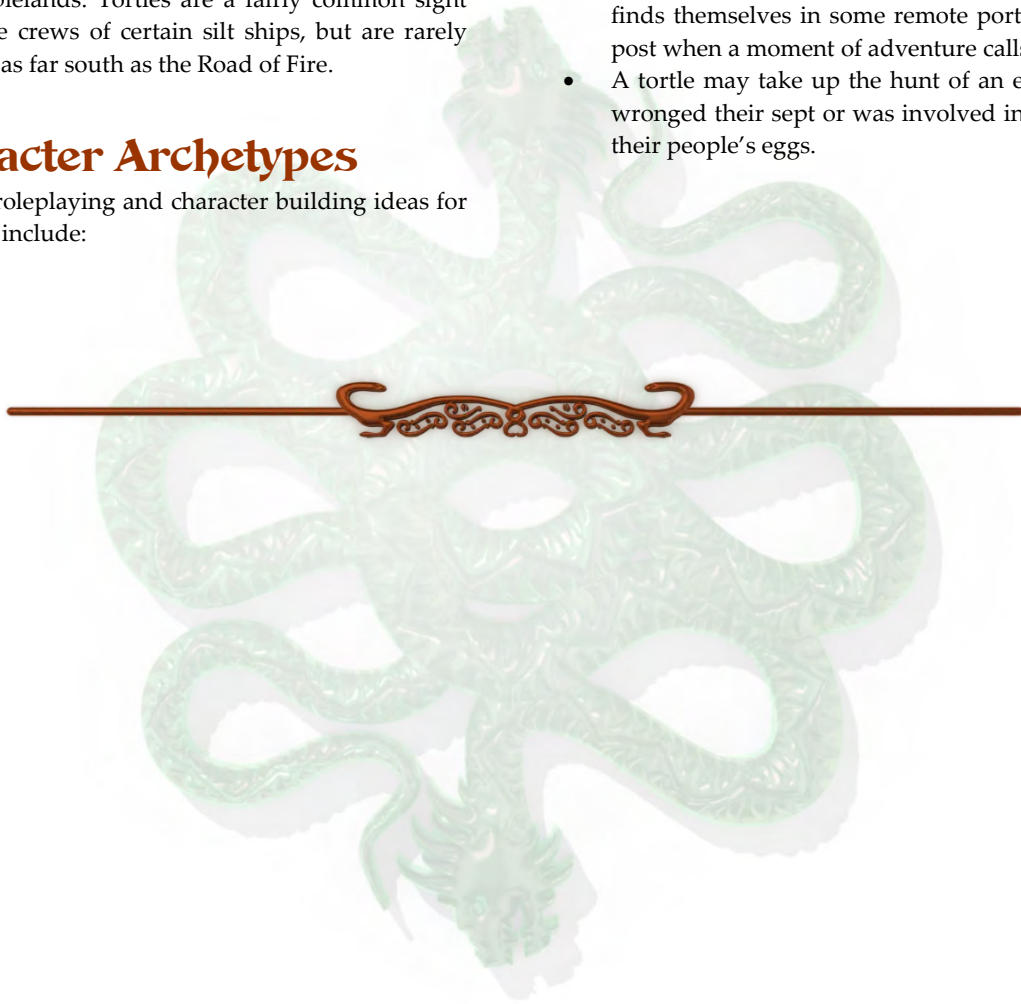 Tortles are a fairly common sight
crews of certain silt ships, but are rarely
as far south as the Road of Fire.
Archetypes
roleplaying and character building ideas for
include:
finds themselves in some remote port
post when a moment of adventure calls
• A tortle may take up the hunt of an
wronged their sept or was involved in
their people's eggs.